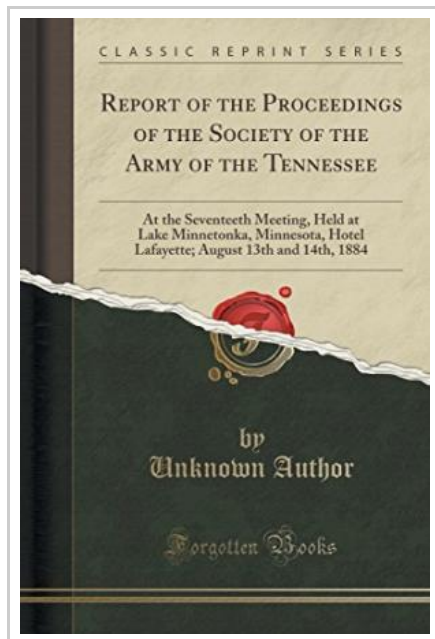 CLASSIC REPRINT SERIES
REPORT OF THE PROCEEDINGS
OF THE SOCIETY OF THE
ARMY OF THE TENNESSEE
At the Seventeeth Meeting, Held at
Lake Minnetonka, Minnesota, Hotel
Lafayette; August 13th and 14th, 1884
by
Unknown Author
Forgotten Books